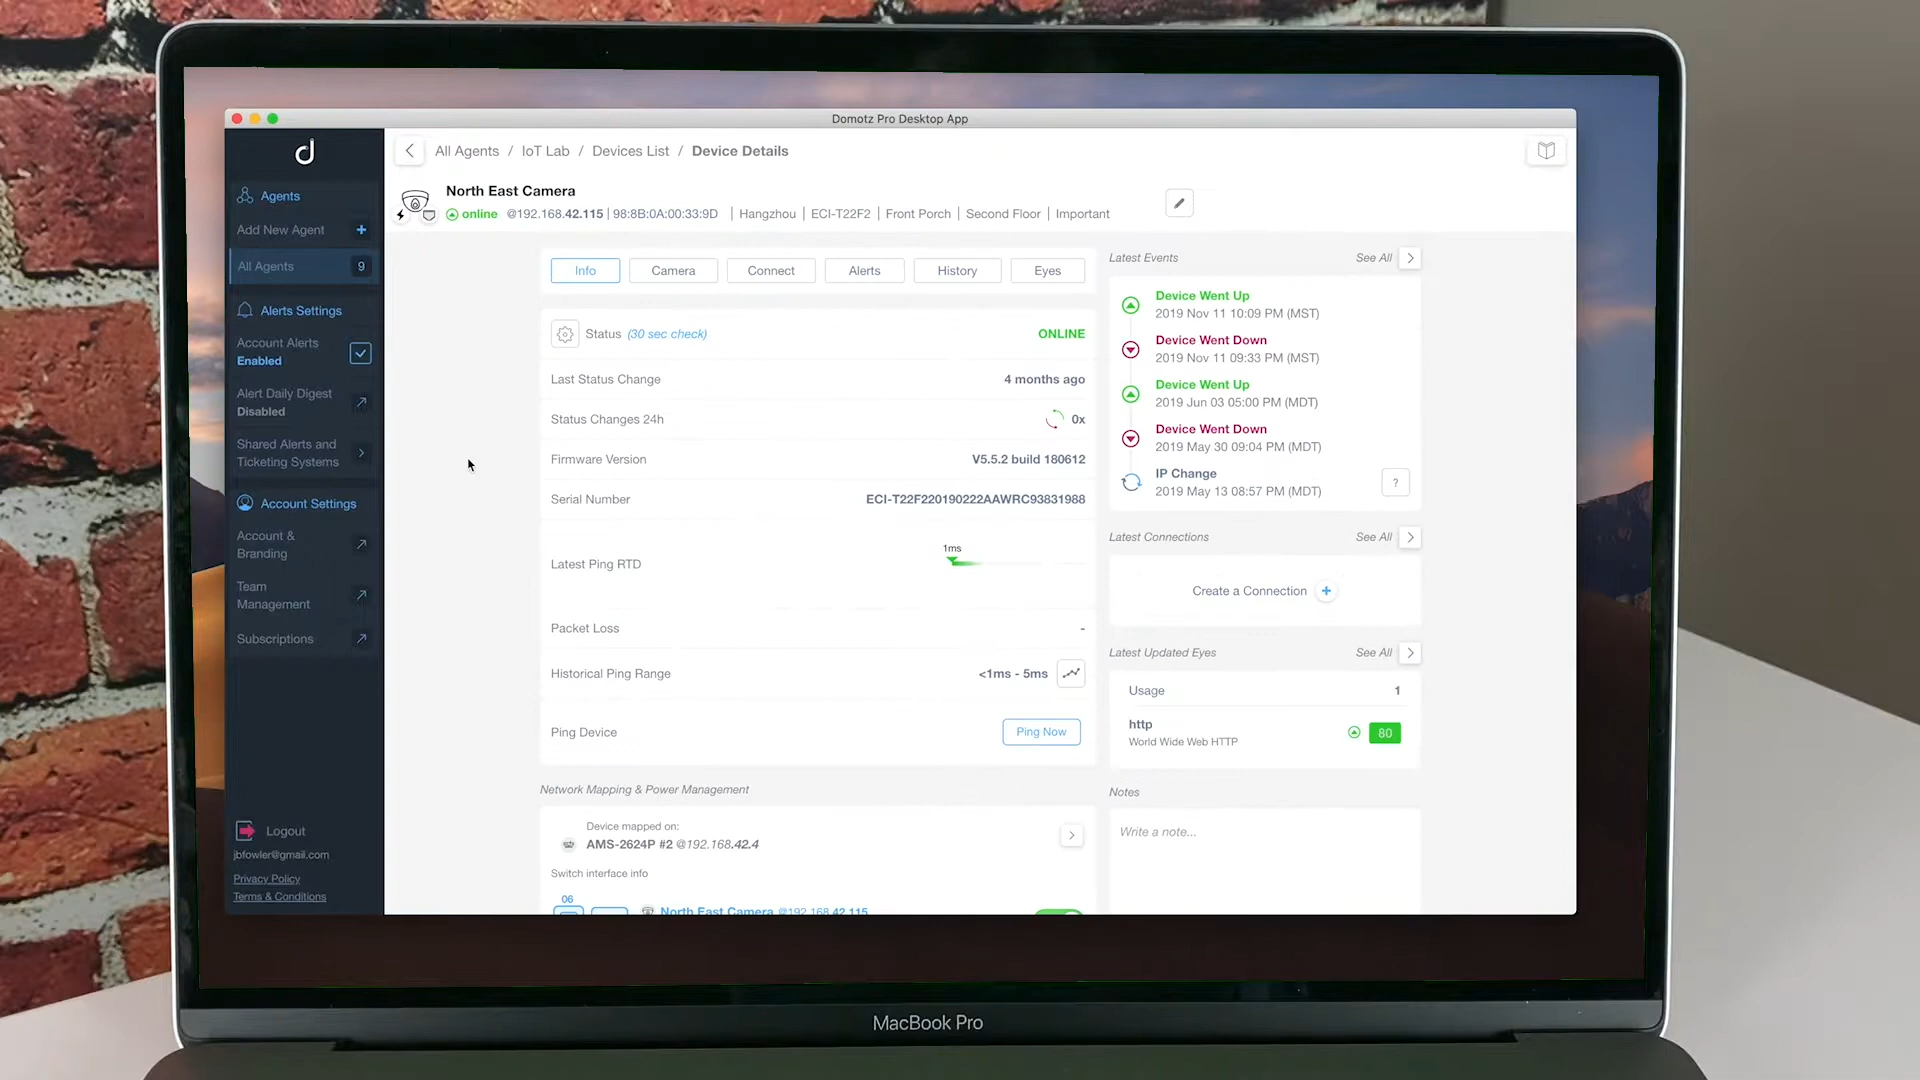 Domotz Pro Desktop App
All Agents / IoT Lab / Devices List / Device Details
North East Camera
online @192.168.42.115 | 98:8B:0A:00:33:9D | Hangzhou | ECI-T22F2 | Front Porch | Second Floor | Important
Agents
Add New Agent +
All Agents 9
Alerts Settings
Account Alerts
Enabled
Alert Daily Digest
Disabled
Shared Alerts and
Ticketing Systems
Account Settings
Account &
Branding
Team
Management
Subscriptions
Logout
jbfowler@gmail.com
Privacy Policy
Terms & Conditions
Info Camera Connect Alerts History Eyes
Status (30 sec check) ONLINE
Last Status Change 4 months ago
Status Changes 24h 0x
Firmware Version V5.5.2 build 180612
Serial Number ECI-T22F220190222AAWRC93831988
1ms
Latest Ping RTD
Packet Loss -
Historical Ping Range <1ms - 5ms
Ping Device Ping Now
Network Mapping & Power Management
Device mapped on:
AMS-2624P #2 @192.168.42.4
Switch interface info
06
North East Camera @192.168.42.115
Latest Events See All
Device Went Up
2019 Nov 11 10:09 PM (MST)
Device Went Down
2019 Nov 11 09:33 PM (MST)
Device Went Up
2019 Jun 03 05:00 PM (MDT)
Device Went Down
2019 May 30 09:04 PM (MDT)
IP Change
2019 May 13 08:57 PM (MDT) ?
Latest Connections See All
Create a Connection +
Latest Updated Eyes See All
Usage 1
http
World Wide Web HTTP 80
Notes
Write a note...
MacBook Pro